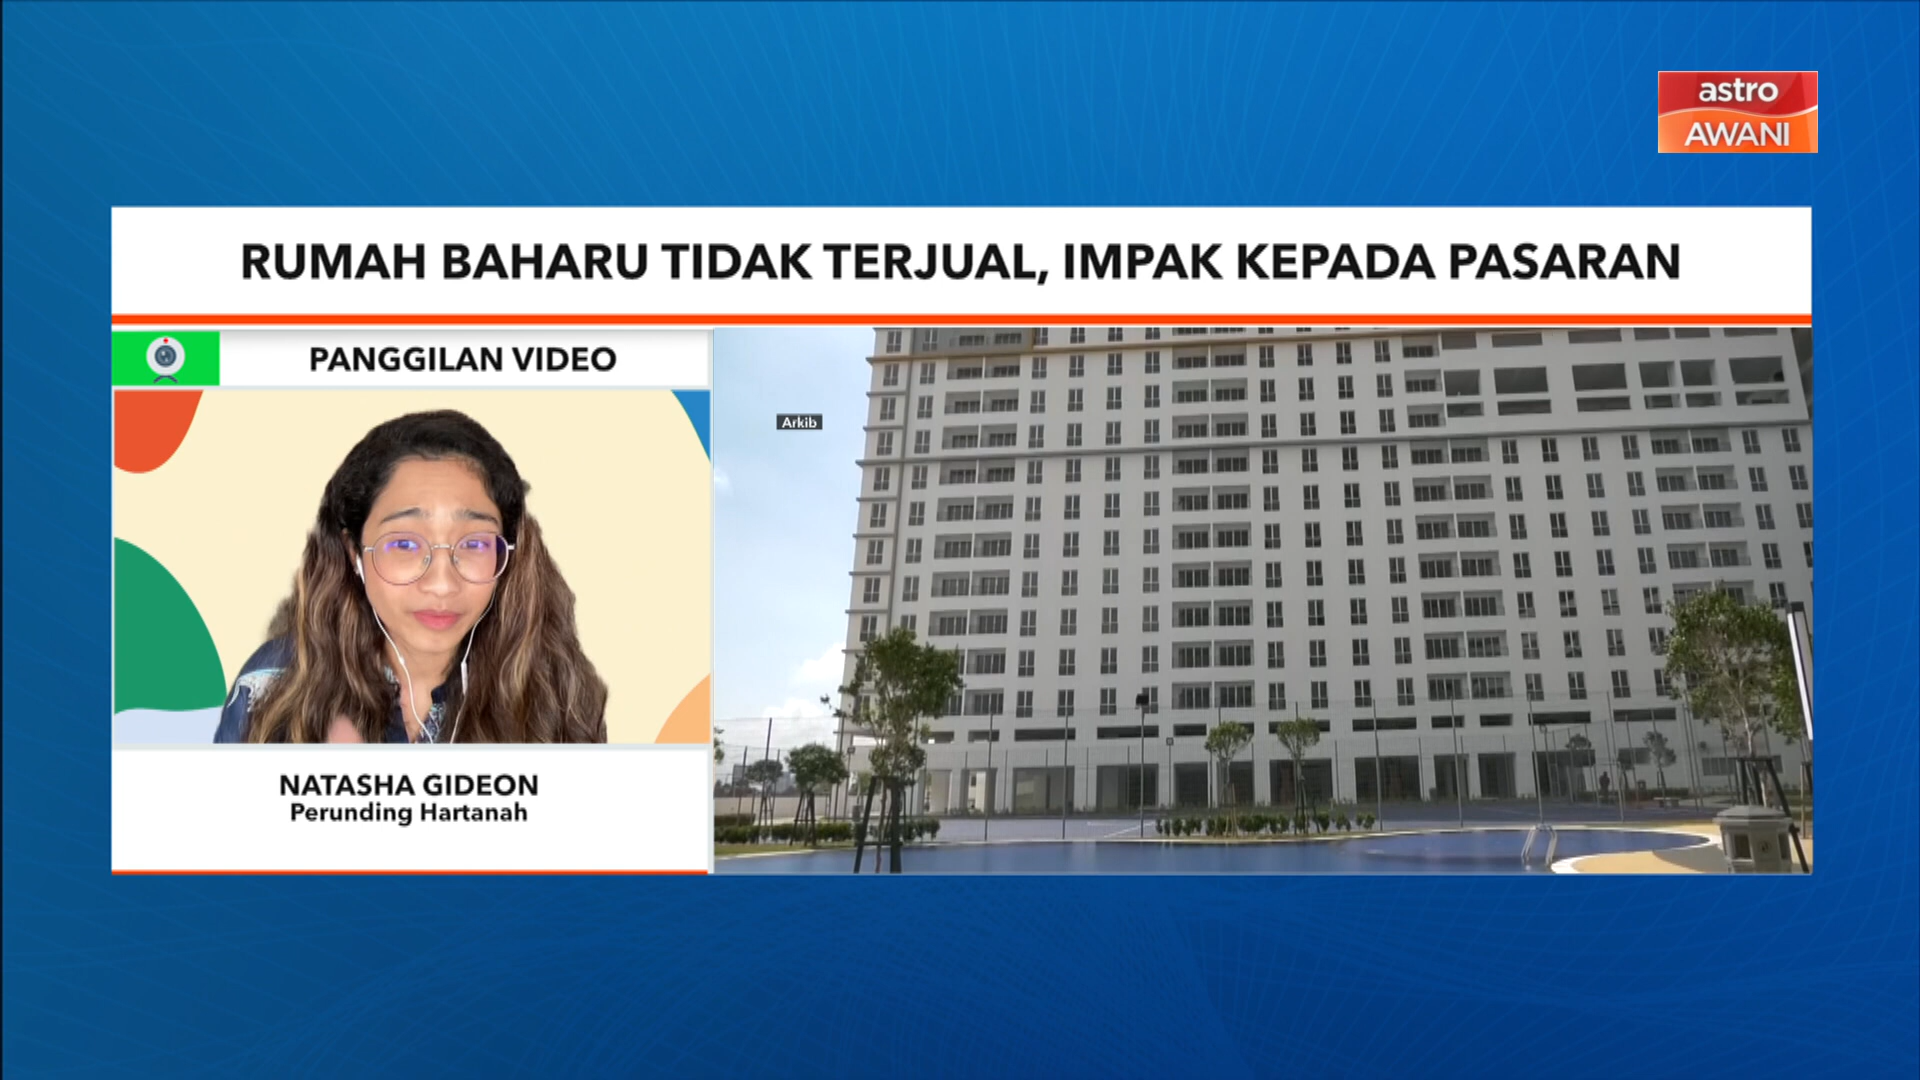 astro
AWANI
RUMAH BAHARU TIDAK TERJUAL, IMPAK KEPADA PASARAN
PANGGILAN VIDEO
Arkib
NATASHA GIDEON
Perunding Hartanah